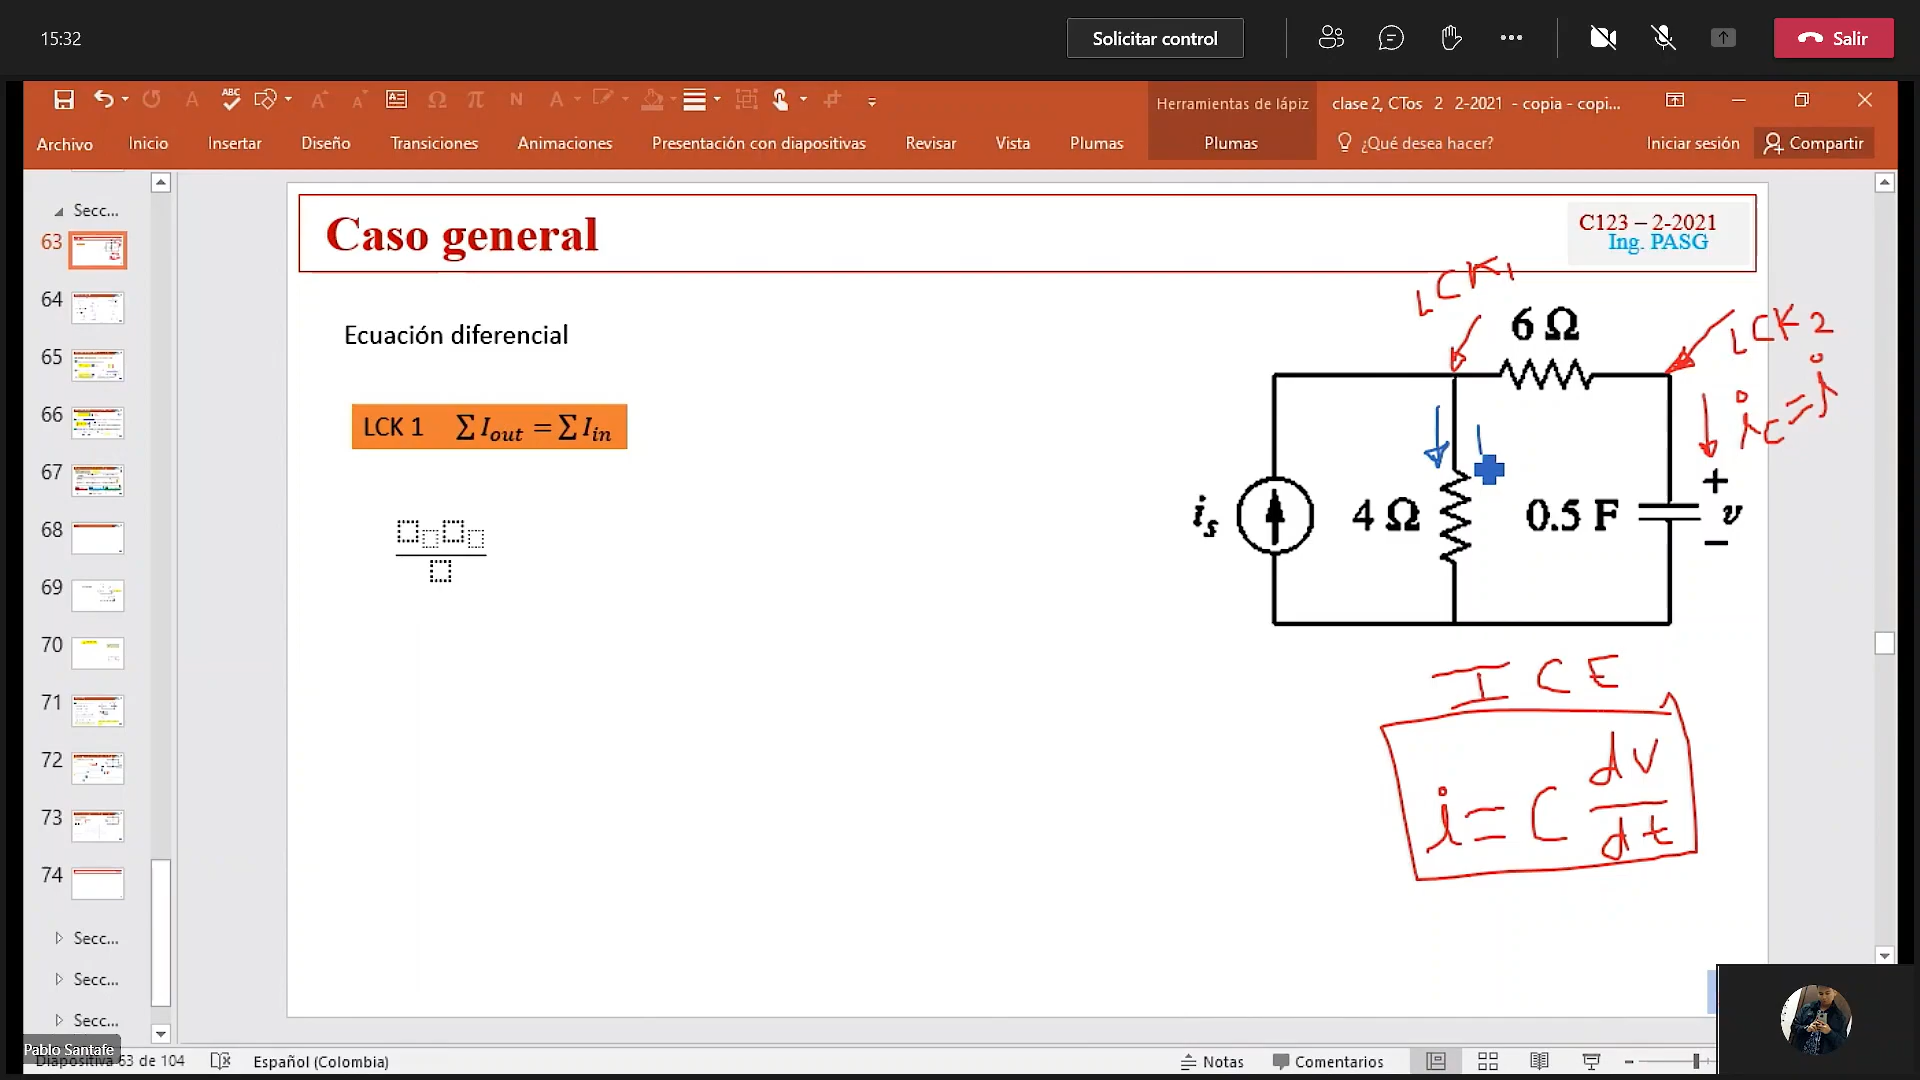 15:32
Solicitar control
Salir
Herramientas de lápiz
clase 2, CTos 2 2-2021 - copia - copi...
Archivo
Inicio
Insertar
Diseño
Transiciones
Animaciones
Presentación con diapositivas
Revisar
Vista
Plumas
Plumas
¿Qué desea hacer?
Iniciar sesión
Compartir
Secc...
63
64
65
66
67
68
69
70
71
72
73
74
Secc...
Secc...
Secc...
Caso general
C123 – 2-2021
Ing. PASG
Ecuación diferencial
LCK 1 ∑ I_out = ∑ I_in
LCK1
6 Ω
LCK2
i_c = i
i_s
4 Ω
0.5 F
+
v
−
ICE
i = C dv/dt
Pablo Santafe
Diapositiva 63 de 104
Español (Colombia)
Notas
Comentarios